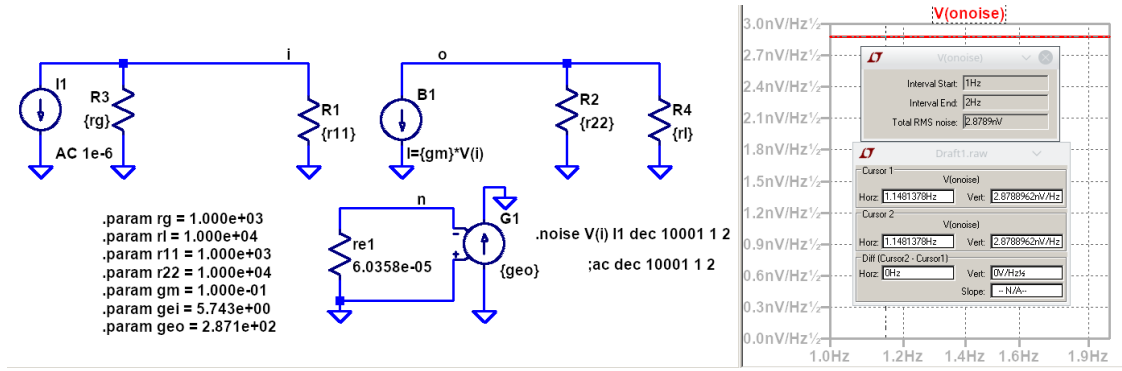 i
o
I1
R3
{rg}
AC 1e-6
R1
{r11}
B1
I={gm}*V(i)
R2
{r22}
R4
{rl}
n
re1
6.0358e-05
G1
{geo}
.noise V(i) I1 dec 10001 1 2
;ac dec 10001 1 2
.param rg = 1.000e+03
.param rl = 1.000e+04
.param r11 = 1.000e+03
.param r22 = 1.000e+04
.param gm = 1.000e-01
.param gei = 5.743e+00
.param geo = 2.871e+02
V(onoise)
3.0nV/Hz½
2.7nV/Hz½
2.4nV/Hz½
2.1nV/Hz½
1.8nV/Hz½
1.5nV/Hz½
1.2nV/Hz½
0.9nV/Hz½
0.6nV/Hz½
0.3nV/Hz½
0.0nV/Hz½
1.0Hz 1.2Hz 1.4Hz 1.6Hz 1.9Hz
V(onoise)
Interval Start: 1Hz
Interval End: 2Hz
Total RMS noise: 2.8789nV
Draft1.raw
Cursor 1
V(onoise)
Horz: 1.1481378Hz Vert: 2.8788962nV/Hz
Cursor 2
V(onoise)
Horz: 1.1481378Hz Vert: 2.8788962nV/Hz
Diff (Cursor2 - Cursor1)
Horz: 0Hz Vert: 0V/Hz½
Slope: -- N/A--